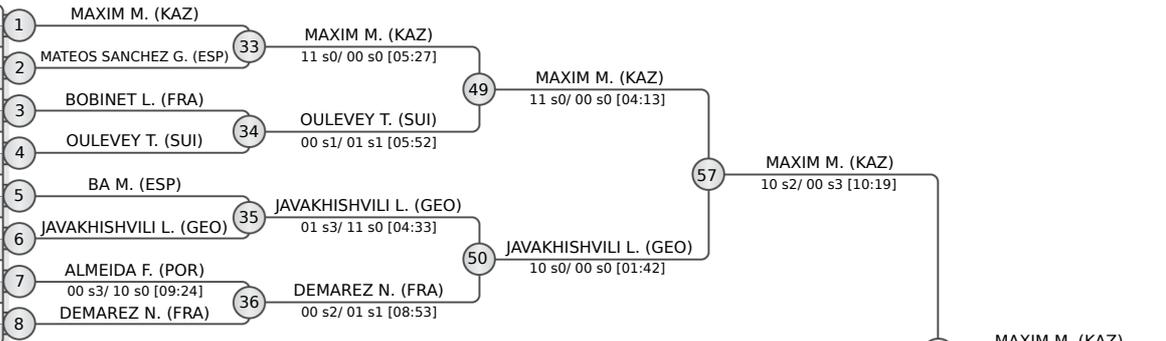 1
MAXIM M. (KAZ)
33
MAXIM M. (KAZ)
11 s0/ 00 s0 [05:27]
2
MATEOS SANCHEZ G. (ESP)
49
MAXIM M. (KAZ)
11 s0/ 00 s0 [04:13]
3
BOBINET L. (FRA)
34
OULEVEY T. (SUI)
00 s1/ 01 s1 [05:52]
4
OULEVEY T. (SUI)
57
MAXIM M. (KAZ)
10 s2/ 00 s3 [10:19]
5
BA M. (ESP)
35
JAVAKHISHVILI L. (GEO)
01 s3/ 11 s0 [04:33]
6
JAVAKHISHVILI L. (GEO)
50
JAVAKHISHVILI L. (GEO)
10 s0/ 00 s0 [01:42]
7
ALMEIDA F. (POR)
00 s3/ 10 s0 [09:24]
36
DEMAREZ N. (FRA)
00 s2/ 01 s1 [08:53]
8
DEMAREZ N. (FRA)
MAXIM M. (KAZ)